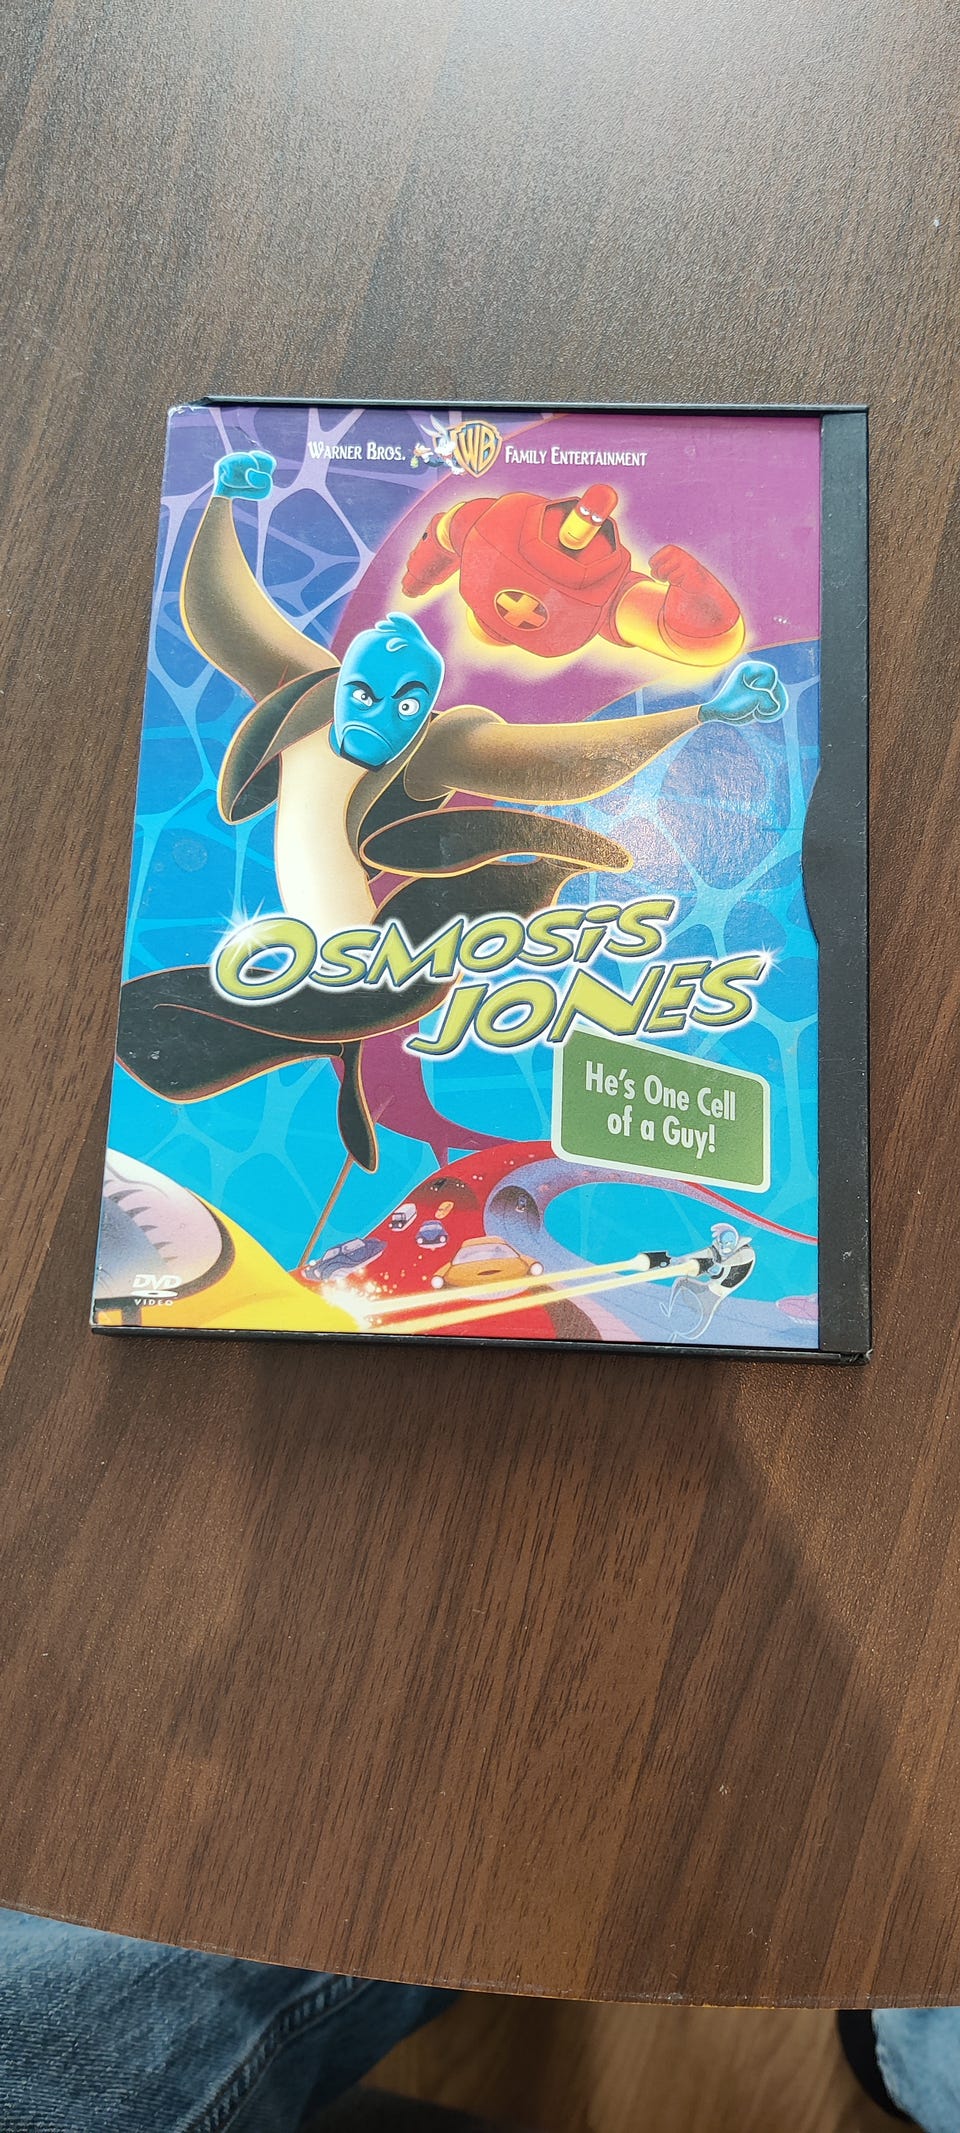 WARNER BROS. WB FAMILY ENTERTAINMENT
OSMOSIS
JONES
He's One Cell
of a Guy!
DVD
VIDEO